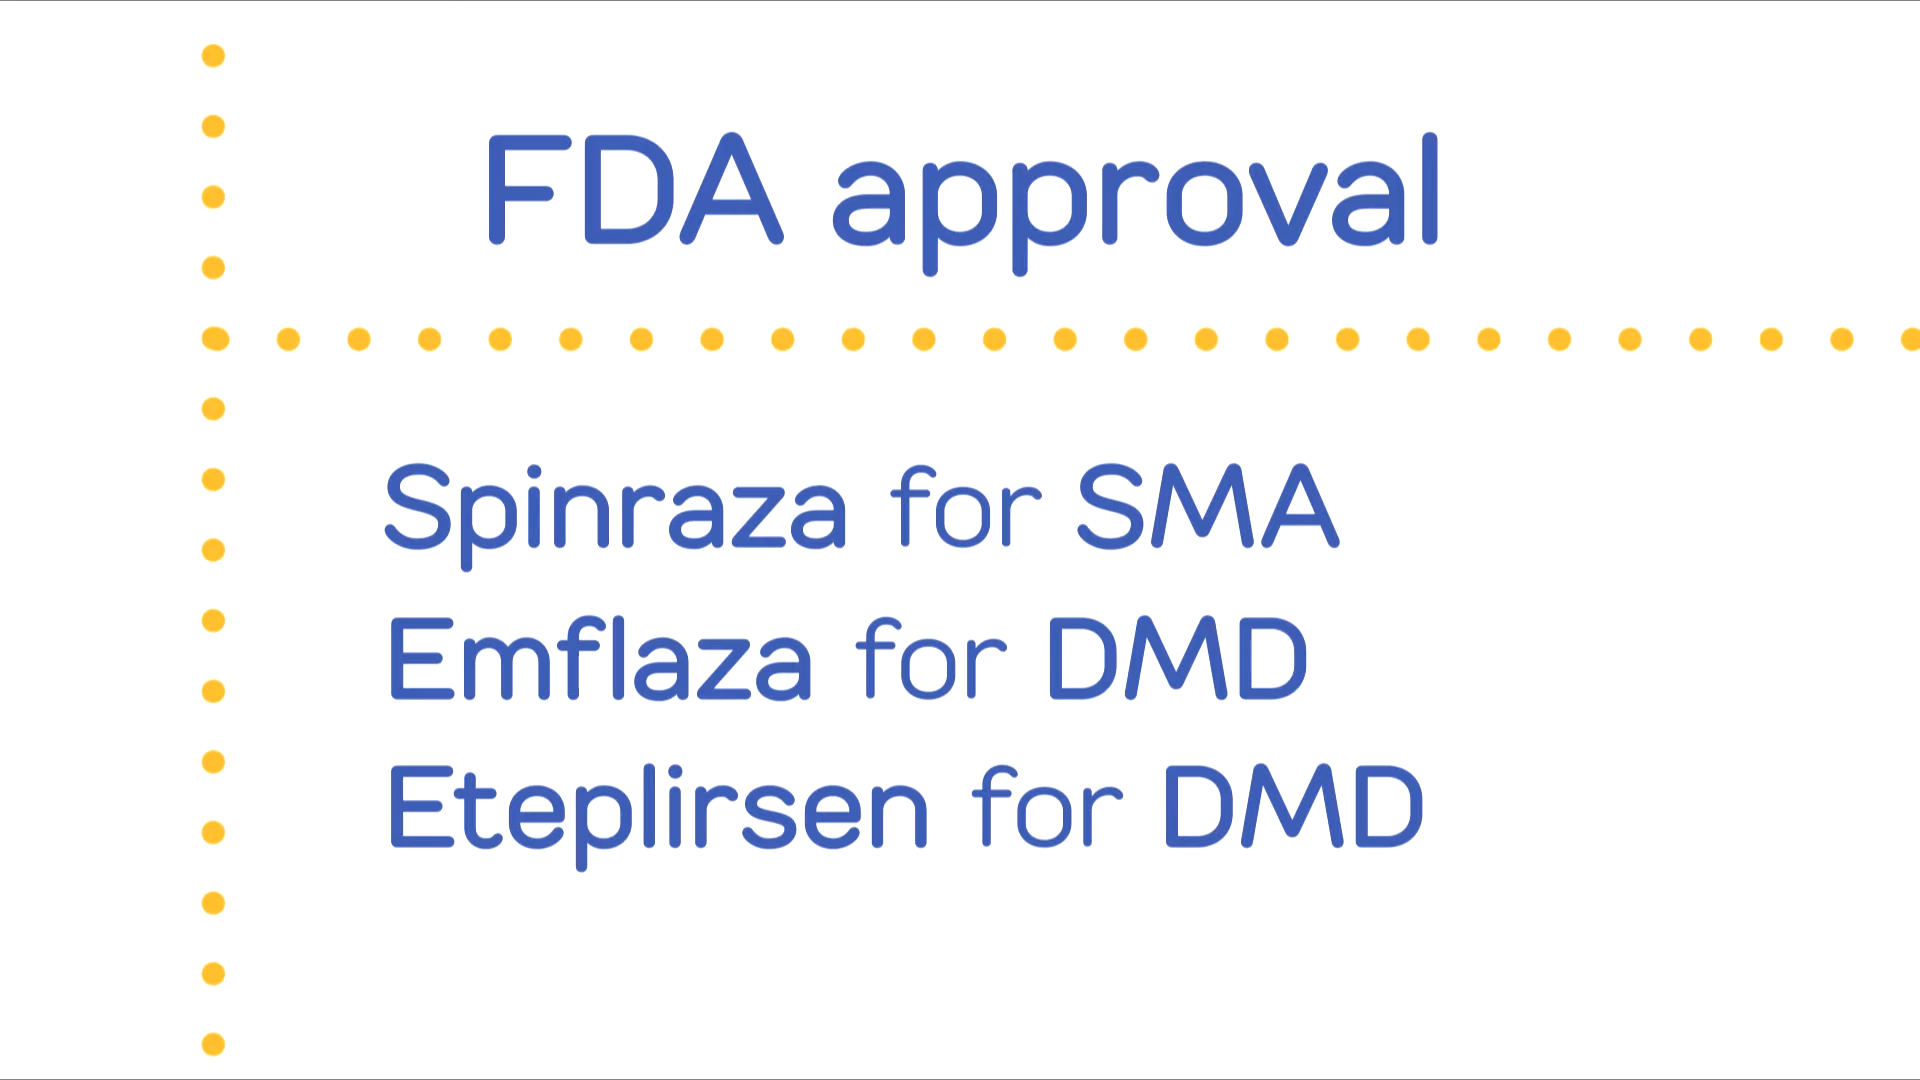 FDA approval
Spinraza for SMA
Emflaza for DMD
Eteplirsen for DMD